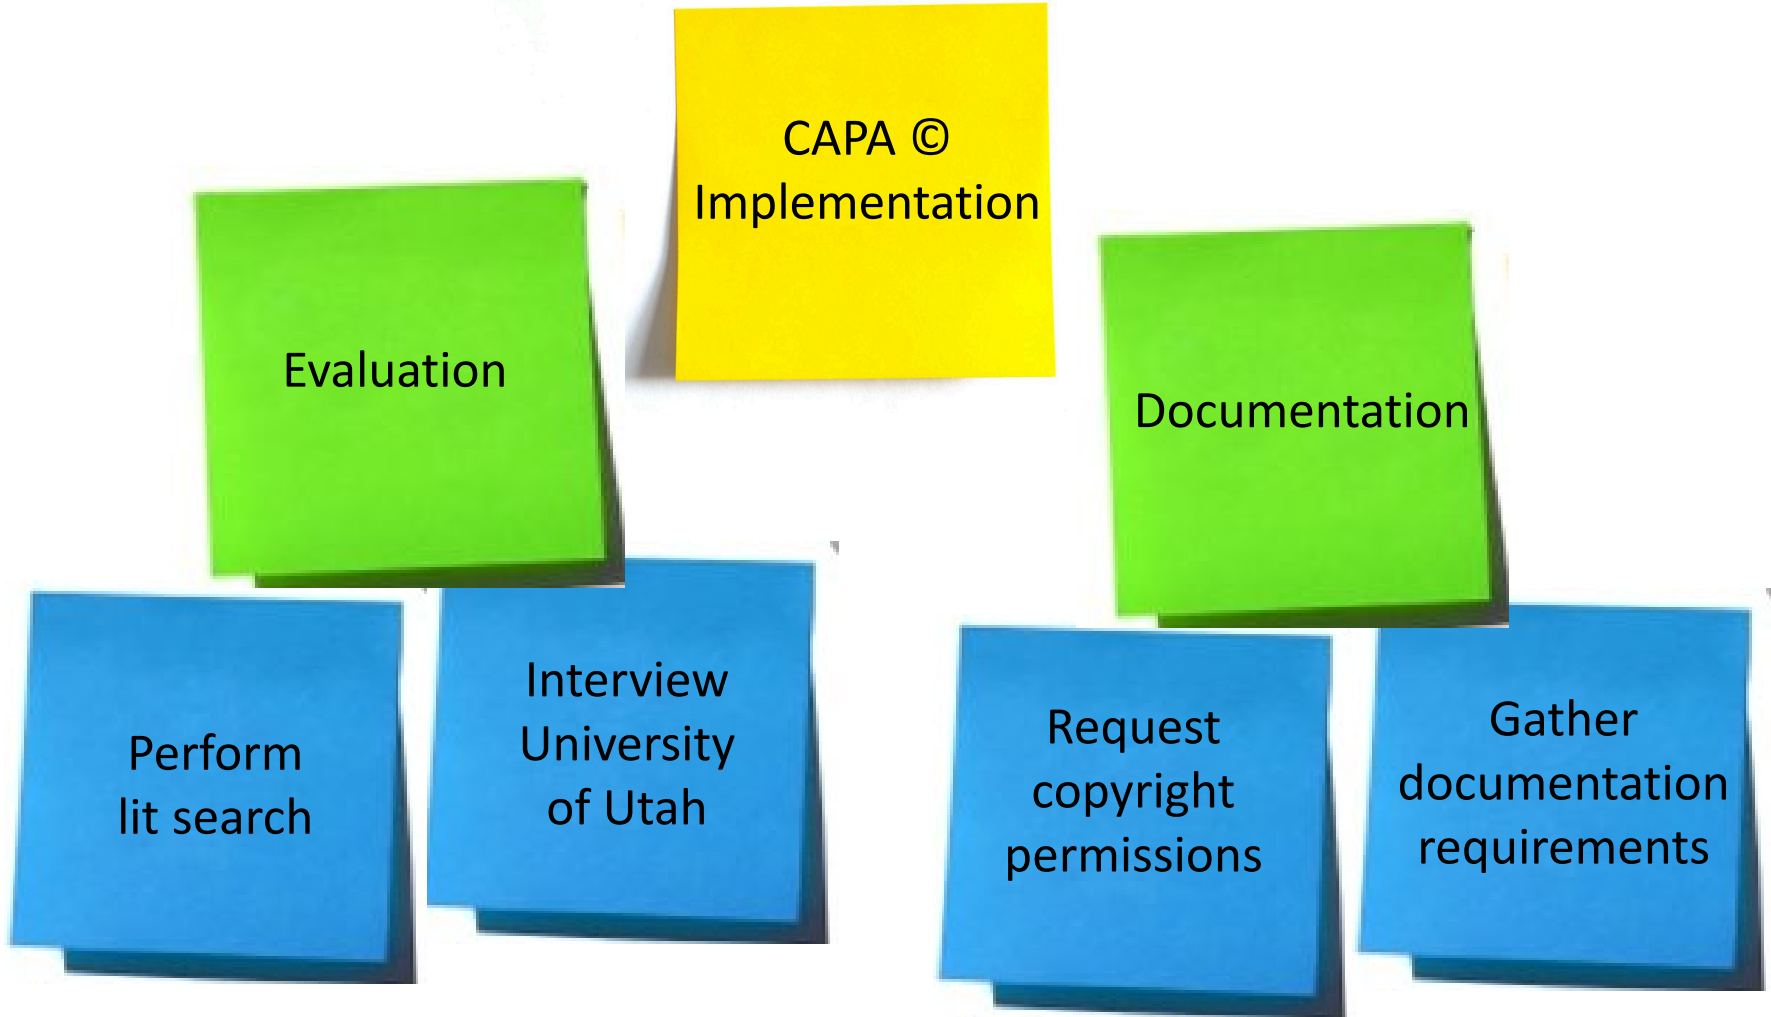 CAPA ©
Implementation
Evaluation
Documentation
Perform
lit search
Interview
University
of Utah
Request
copyright
permissions
Gather
documentation
requirements